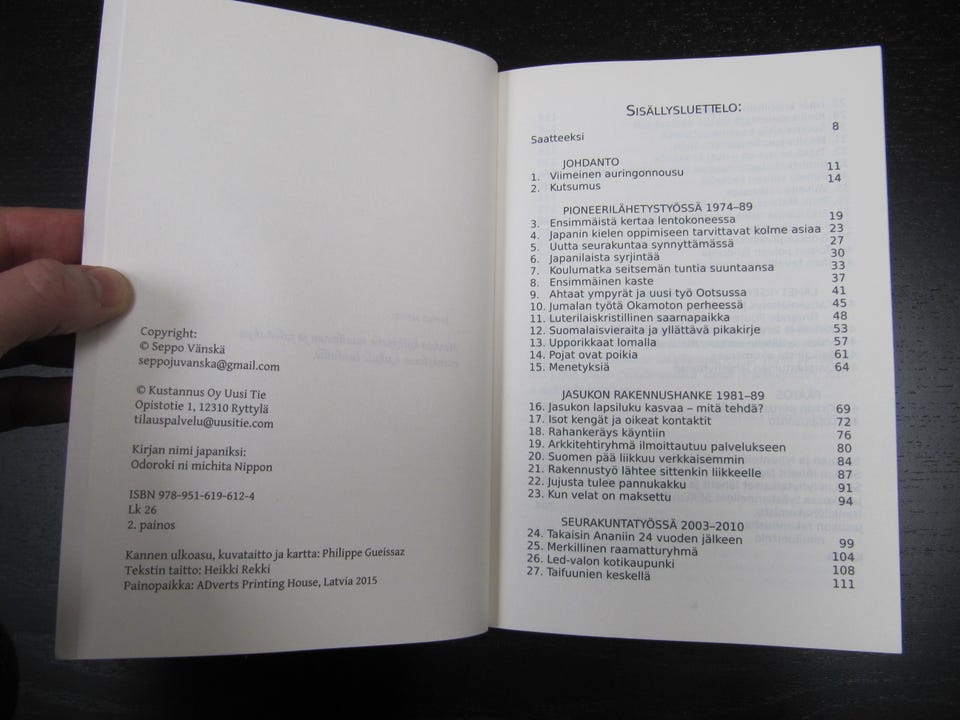 Copyright:
© Seppo Vänskä
seppojuvanska@gmail.com
© Kustannus Oy Uusi Tie
Opistotie 1, 12310 Ryttylä
tilauspalvelu@uusitie.com
Kirjan nimi japaniksi:
Odoroki ni michita Nippon
ISBN 978-951-619-612-4
Lk 26
2. painos
Kannen ulkoasu, kuvataitto ja kartta: Philippe Gueissaz
Tekstin taitto: Heikki Rekki
Painopaikka: ADverts Printing House, Latvia 2015
SISÄLLYSLUETTELO:
Saatteeksi 8
JOHDANTO
1. Viimeinen auringonnousu 11
2. Kutsumus 14
PIONEERILÄHETYSTYÖSSÄ 1974–89
3. Ensimmäistä kertaa lentokoneessa 19
4. Japanin kielen oppimiseen tarvittavat kolme asiaa 23
5. Uutta seurakuntaa synnyttämässä 27
6. Japanilaista syrjintää 30
7. Koulumatka seitsemän tuntia suuntaansa 33
8. Ensimmäinen kaste 37
9. Ahtaat ympyrät ja uusi työ Ootsussa 41
10. Jumalan työtä Okamoton perheessä 45
11. Luterilaiskristillinen saarnapaikka 48
12. Suomalaisvieraita ja yllättävä pikakirje 53
13. Upporikkaat lomalla 57
14. Pojat ovat poikia 61
15. Menetyksiä 64
JASUKON RAKENNUSHANKE 1981–89
16. Jasukon lapsiluku kasvaa – mitä tehdä? 69
17. Isot kengät ja oikeat kontaktit 72
18. Rahankeräys käyntiin 76
19. Arkkitehtiryhmä ilmoittautuu palvelukseen 80
20. Suomen pää liikkuu verkkaisemmin 84
21. Rakennustyö lähtee sittenkin liikkeelle 87
22. Jujusta tulee pannukakku 91
23. Kun velat on maksettu 94
SEURAKUNTATYÖSSÄ 2003–2010
24. Takaisin Ananiin 24 vuoden jälkeen 99
25. Merkillinen raamatturyhmä 104
26. Led-valon kotikaupunki 108
27. Taifuunien keskellä 111